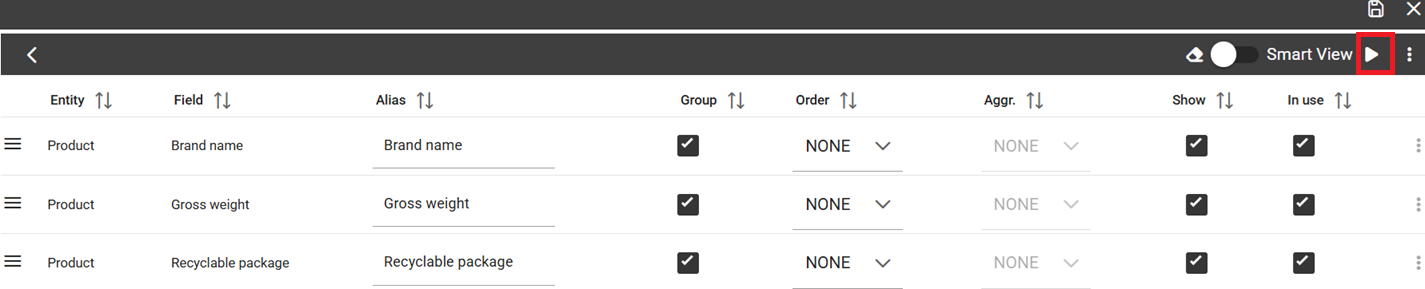 Smart View
Entity Field Alias Group Order Aggr. Show In use
Product Brand name Brand name NONE NONE
Product Gross weight Gross weight NONE NONE
Product Recyclable package Recyclable package NONE NONE